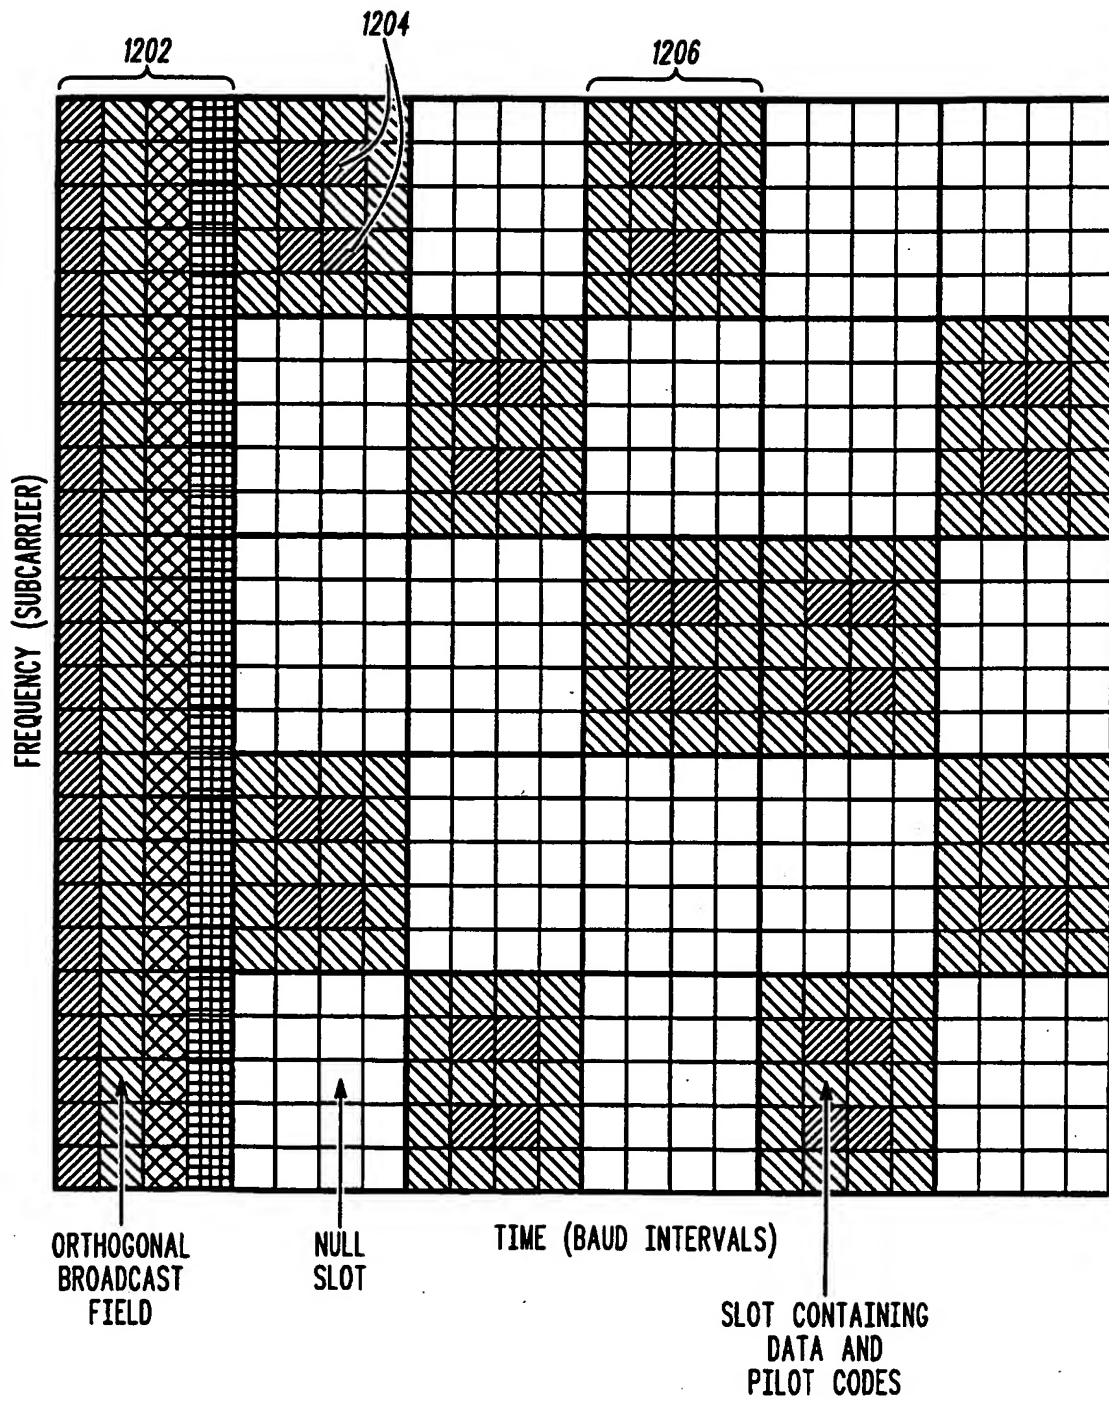 1202
1204
1206
FREQUENCY (SUBCARRIER)
TIME (BAUD INTERVALS)
ORTHOGONAL
BROADCAST
FIELD
NULL
SLOT
SLOT CONTAINING
DATA AND
PILOT CODES